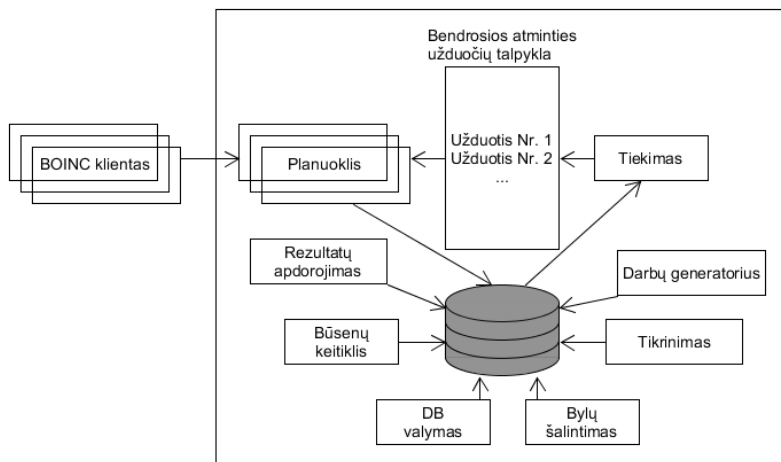 Bendrosios atminties
užduočių talpykla
BOINC klientas
Planuoklis
Užduotis Nr. 1
Užduotis Nr. 2
...
Tiekimas
Rezultatų
apdorojimas
Darbų generatorius
Būsenų
keitiklis
Tikrinimas
DB
valymas
Bylų
šalintimas